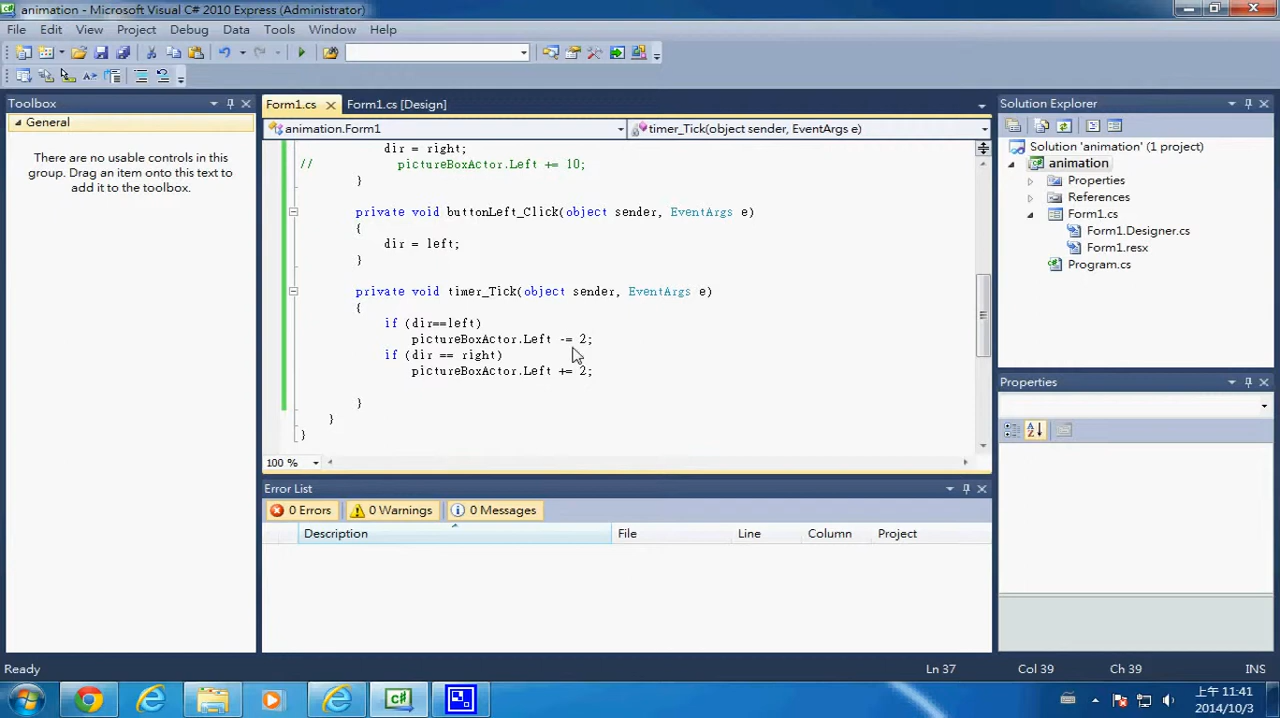 animation - Microsoft Visual C# 2010 Express (Administrator)
File Edit View Project Debug Data Tools Window Help
Toolbox
General
There are no usable controls in this
group. Drag an item onto this text to
add it to the toolbox.
Form1.cs Form1.cs [Design]
animation.Form1 timer_Tick(object sender, EventArgs e)
dir = right;
// pictureBoxActor.Left += 10;
}
private void buttonLeft_Click(object sender, EventArgs e)
{
dir = left;
}
private void timer_Tick(object sender, EventArgs e)
{
if (dir==left)
pictureBoxActor.Left -= 2;
if (dir == right)
pictureBoxActor.Left += 2;
}
}
}
100 %
Error List
0 Errors 0 Warnings 0 Messages
Description File Line Column Project
Solution Explorer
Solution 'animation' (1 project)
animation
Properties
References
Form1.cs
Form1.Designer.cs
Form1.resx
Program.cs
Properties
Ready Ln 37 Col 39 Ch 39 INS
上午 11:41
2014/10/3